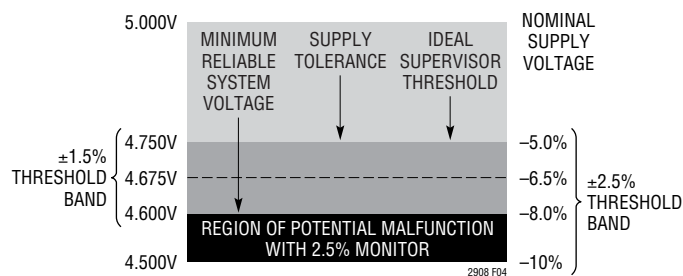 5.000V
NOMINAL
SUPPLY
VOLTAGE
MINIMUM
RELIABLE
SYSTEM
VOLTAGE
SUPPLY
TOLERANCE
IDEAL
SUPERVISOR
THRESHOLD
±1.5%
THRESHOLD
BAND
4.750V
4.675V
4.600V
4.500V
–5.0%
–6.5%
–8.0%
–10%
±2.5%
THRESHOLD
BAND
REGION OF POTENTIAL MALFUNCTION
WITH 2.5% MONITOR
2908 F04